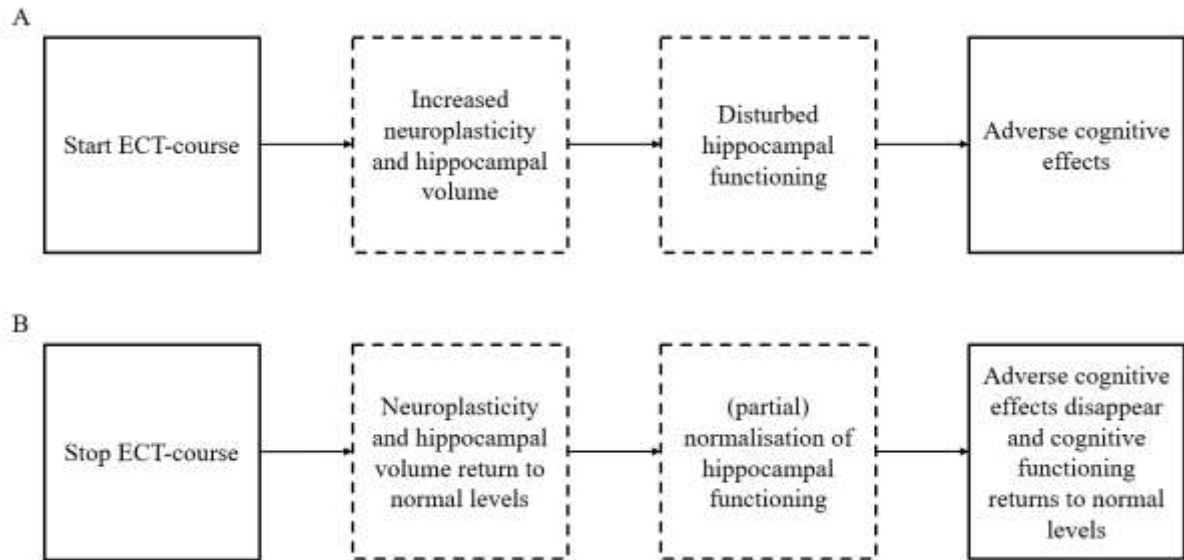 A
Start ECT-course
Increased
neuroplasticity
and hippocampal
volume
Disturbed
hippocampal
functioning
Adverse cognitive
effects
B
Stop ECT-course
Neuroplasticity
and hippocampal
volume return to
normal levels
(partial)
normalisation of
hippocampal
functioning
Adverse cognitive
effects disappear
and cognitive
functioning
returns to normal
levels